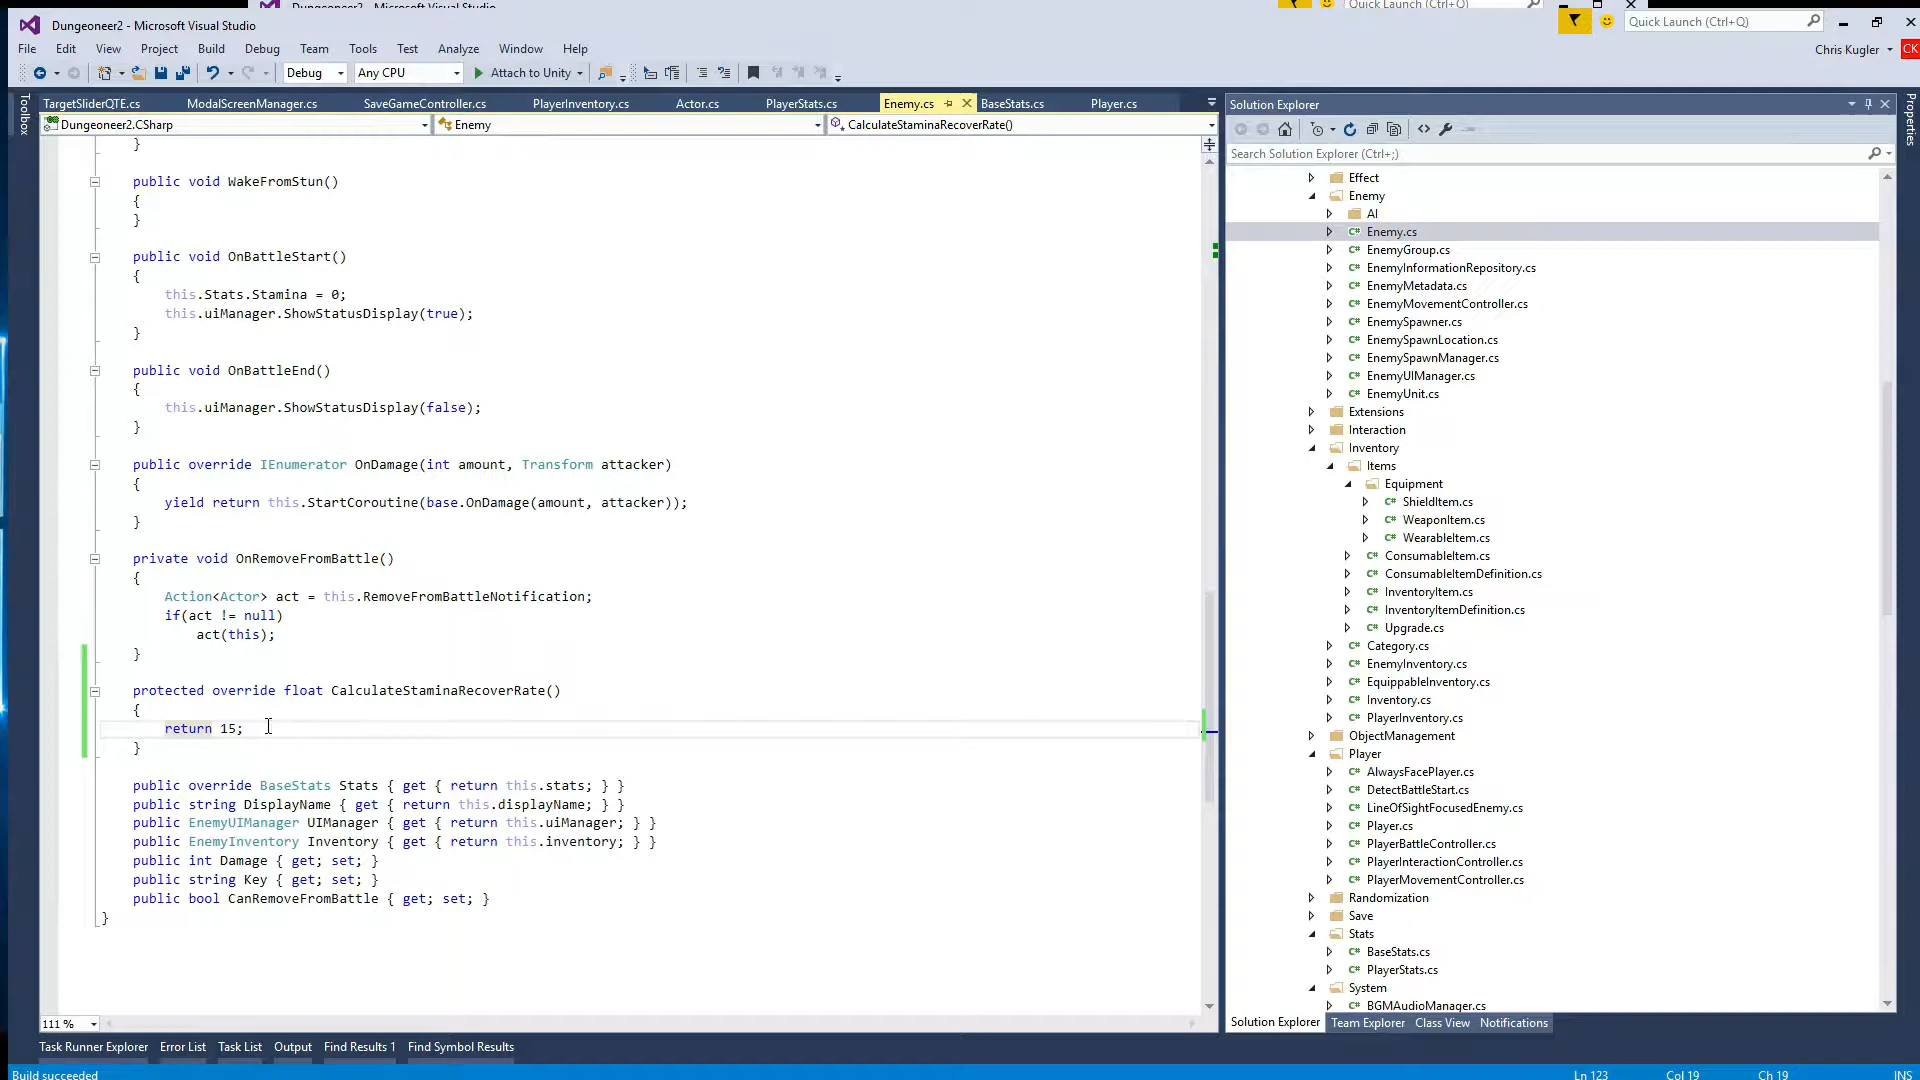 Dungeoneer2 - Microsoft Visual Studio
Quick Launch (Ctrl+Q)
Dungeoneer2 - Microsoft Visual Studio
Quick Launch (Ctrl+Q)
File Edit View Project Build Debug Team Tools Test Analyze Window Help
Chris Kugler
CK
Debug
Any CPU
Attach to Unity
Toolbox
TargetSliderQTE.cs ModalScreenManager.cs SaveGameController.cs PlayerInventory.cs Actor.cs PlayerStats.cs Enemy.cs BaseStats.cs Player.cs
Dungeoneer2.CSharp
Enemy
CalculateStaminaRecoverRate()
}
public void WakeFromStun()
{
}
public void OnBattleStart()
{
this.Stats.Stamina = 0;
this.uiManager.ShowStatusDisplay(true);
}
public void OnBattleEnd()
{
this.uiManager.ShowStatusDisplay(false);
}
public override IEnumerator OnDamage(int amount, Transform attacker)
{
yield return this.StartCoroutine(base.OnDamage(amount, attacker));
}
private void OnRemoveFromBattle()
{
Action<Actor> act = this.RemoveFromBattleNotification;
if(act != null)
act(this);
}
protected override float CalculateStaminaRecoverRate()
{
return 15;
}
public override BaseStats Stats { get { return this.stats; } }
public string DisplayName { get { return this.displayName; } }
public EnemyUIManager UIManager { get { return this.uiManager; } }
public EnemyInventory Inventory { get { return this.inventory; } }
public int Damage { get; set; }
public string Key { get; set; }
public bool CanRemoveFromBattle { get; set; }
}
111 %
Solution Explorer
Search Solution Explorer (Ctrl+;)
Effect
Enemy
AI
C# Enemy.cs
C# EnemyGroup.cs
C# EnemyInformationRepository.cs
C# EnemyMetadata.cs
C# EnemyMovementController.cs
C# EnemySpawner.cs
C# EnemySpawnLocation.cs
C# EnemySpawnManager.cs
C# EnemyUIManager.cs
C# EnemyUnit.cs
Extensions
Interaction
Inventory
Items
Equipment
C# ShieldItem.cs
C# WeaponItem.cs
C# WearableItem.cs
C# ConsumableItem.cs
C# ConsumableItemDefinition.cs
C# InventoryItem.cs
C# InventoryItemDefinition.cs
C# Upgrade.cs
C# Category.cs
C# EnemyInventory.cs
C# EquippableInventory.cs
C# Inventory.cs
C# PlayerInventory.cs
ObjectManagement
Player
C# AlwaysFacePlayer.cs
C# DetectBattleStart.cs
C# LineOfSightFocusedEnemy.cs
C# Player.cs
C# PlayerBattleController.cs
C# PlayerInteractionController.cs
C# PlayerMovementController.cs
Randomization
Save
Stats
C# BaseStats.cs
C# PlayerStats.cs
System
C# BGMAudioManager.cs
Solution Explorer Team Explorer Class View Notifications
Properties
Task Runner Explorer Error List Task List Output Find Results 1 Find Symbol Results
Build succeeded
Ln 123 Col 19 Ch 19 INS